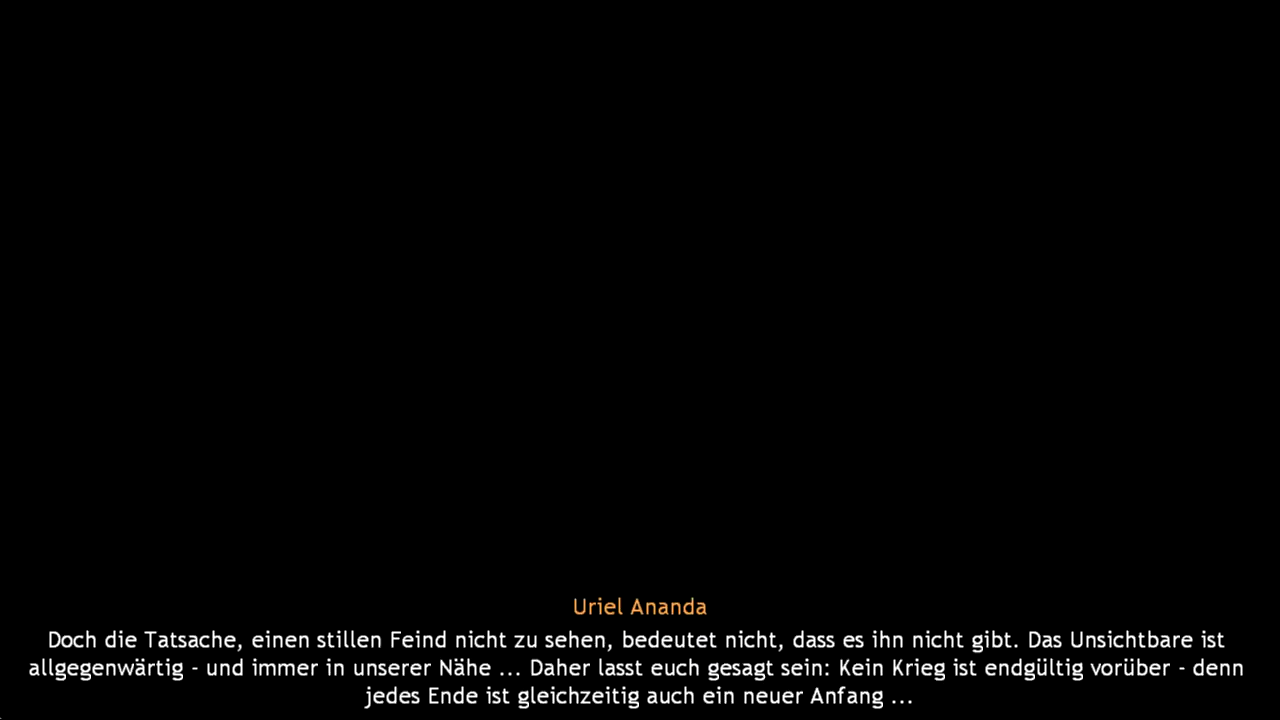 Uriel Ananda
Doch die Tatsache, einen stillen Feind nicht zu sehen, bedeutet nicht, dass es ihn nicht gibt. Das Unsichtbare ist
allgegenwärtig - und immer in unserer Nähe ... Daher lasst euch gesagt sein: Kein Krieg ist endgültig vorüber - denn
jedes Ende ist gleichzeitig auch ein neuer Anfang ...